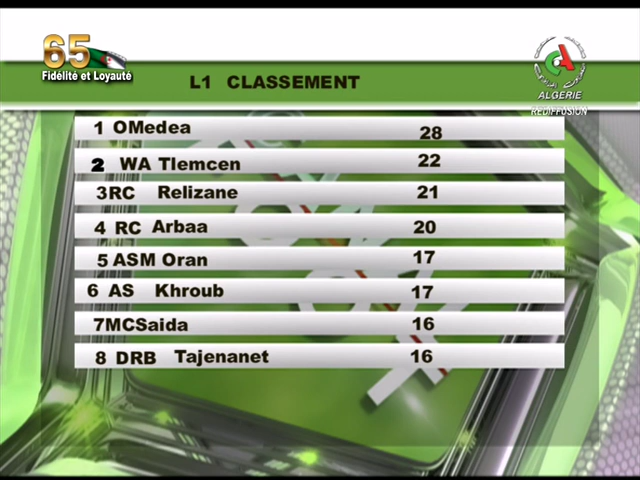 65
Fidélité et Loyauté
L1 CLASSEMENT
ALGERIE
REDIFFUSION
1 OMedea 28
2 WA Tlemcen 22
3RC Relizane 21
4 RC Arbaa 20
5 ASM Oran 17
6 AS Khroub 17
7MCSaida 16
8 DRB Tajenanet 16